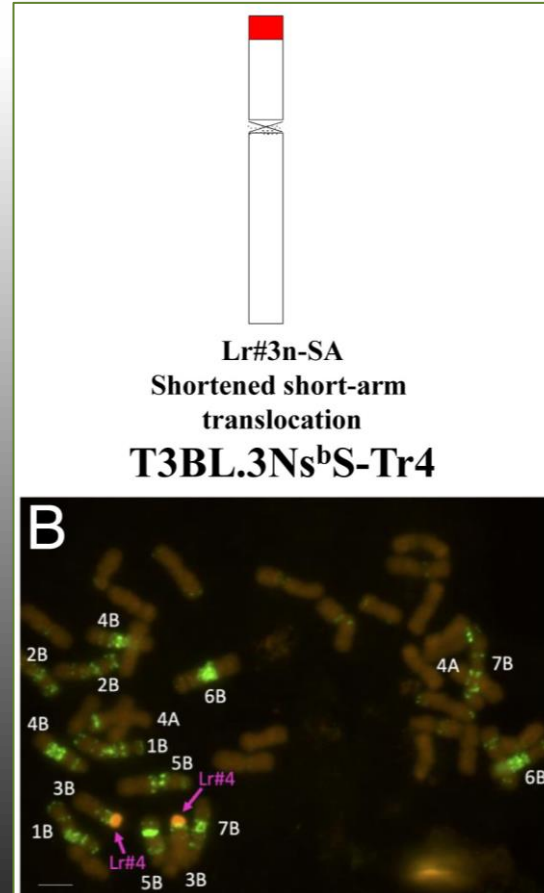 Lr#3n-SA
Shortened short-arm
translocation
T3BL.3NsᵇS-Tr4
B
4B
2B
2B
6B
4A
7B
4B
4A
1B
6B
5B
3B
Lr#4
1B
7B
Lr#4
5B
3B